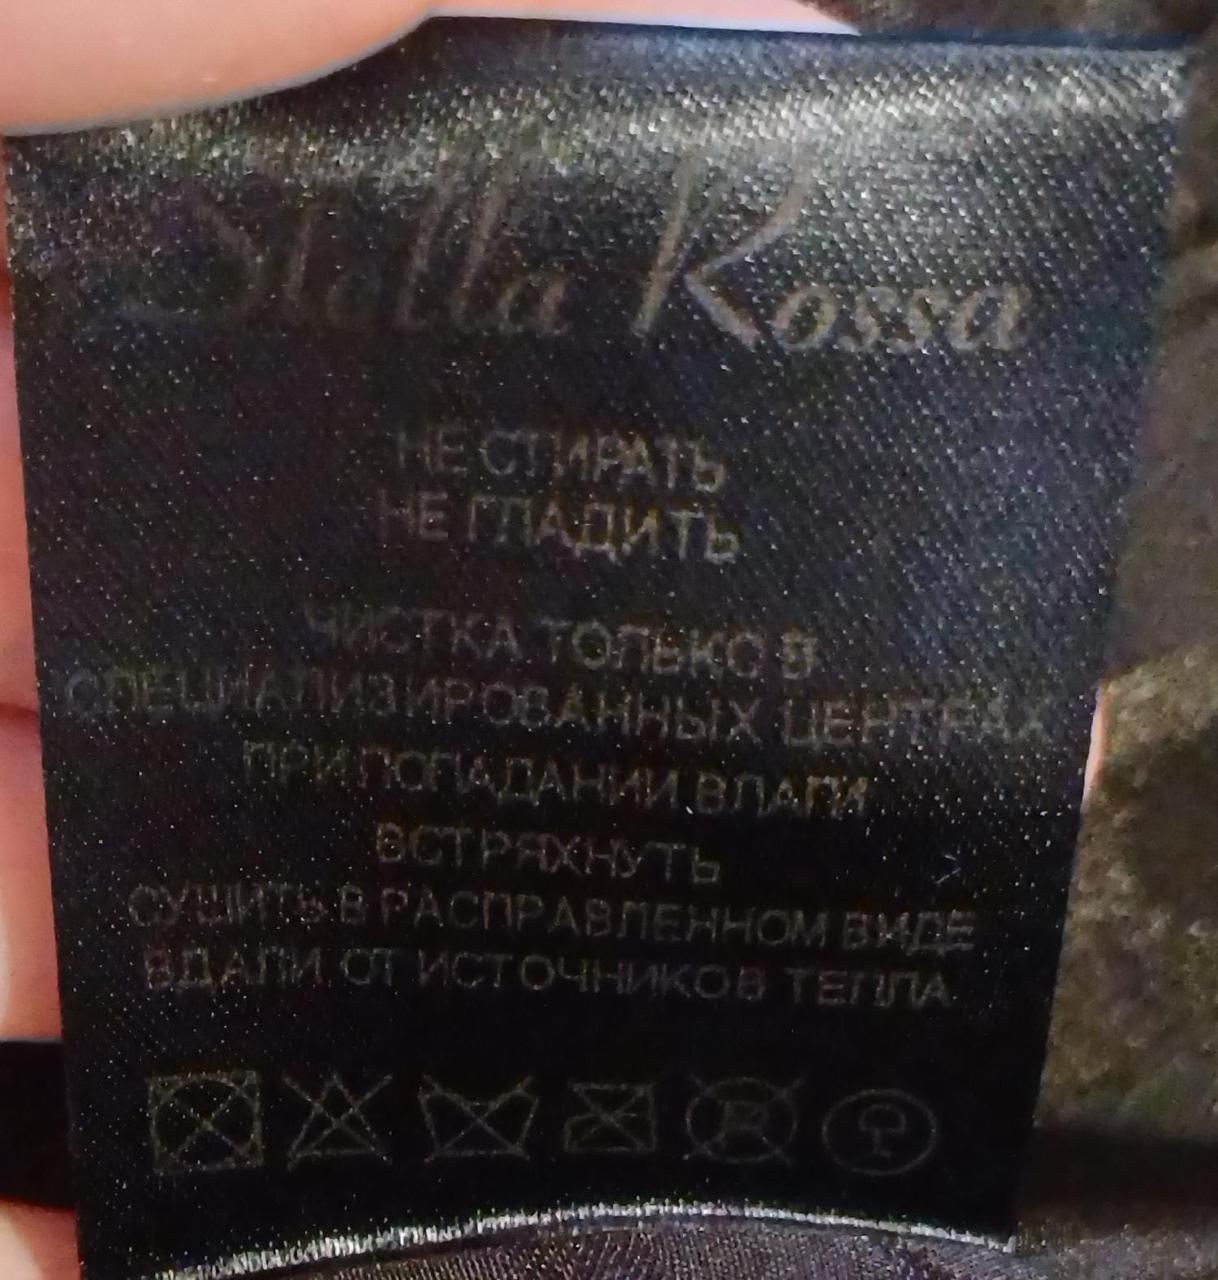 Stella Rossa
НЕ СТИРАТЬ
НЕ ГЛАДИТЬ
ЧИСТКА ТОЛЬКО В
СПЕЦИАЛИЗИРОВАННЫХ ЦЕНТРАХ
ПРИ ПОПАДАНИИ ВЛАГИ
ВСТРЯХНУТЬ
СУШИТЬ В РАСПРАВЛЕННОМ ВИДЕ
ВДАЛИ ОТ ИСТОЧНИКОВ ТЕПЛА